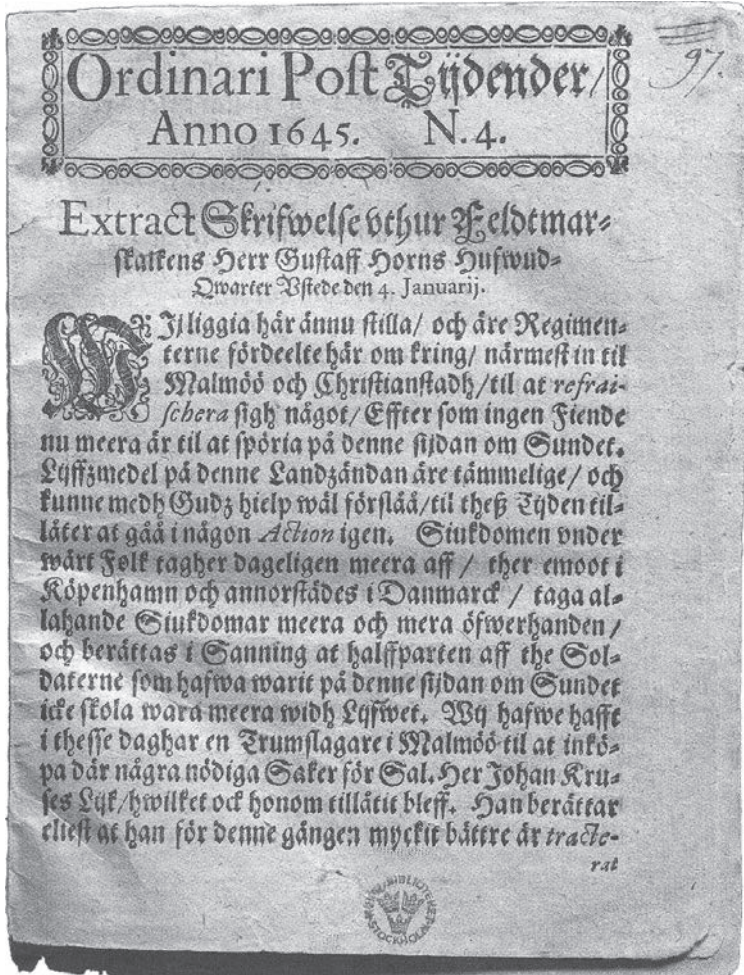 97.
Ordinari Post Tijdender/
Anno 1645. N. 4.
Extract Skrifwelse vthur Feldtmar-
skalkens Herr Gustaff Horns Hufwud-
Qwarter Vstede den 4. Januarij.
WIj liggia här ännu stilla/ och äre Regimen-
terne fördeelte här om kring/ närmest in til
Malmöö och Christianstadh/til at refrai-
schera sigh något/ Effter som ingen Fiende
nu meera är til at spöria på denne sijdan om Sundet.
Lijffzmedel på denne Landzändan äre tämmelige/ och
kunne medh Gudz hielp wäl förslåå/til theß Tijden til-
låter at gåå i någon Action igen. Siukdomen vnder
wårt Folk tagher dageligen meera aff / ther emoot i
Köpenhamn och annorstädes i Danmarck / taga al-
lahande Siukdomar meera och mera öfwerhanden/
och berättas i Sanning at halffparten aff the Sol-
daterne som hafwa warit på denne sijdan om Sundet
icke skola wara meera widh Lijfwet. Wij hafwe hafft
i thesse daghar en Trumslagare i Malmöö til at inkö-
pa där några nödiga Saker för Sal. Her Johan Kru-
ses Lijk/hwilket ock honom tillåtit bleff. Han berättar
eliest at han för denne gången myckit bättre är tracte-
rat
BIBLIOTEKET
STOCKHOLM